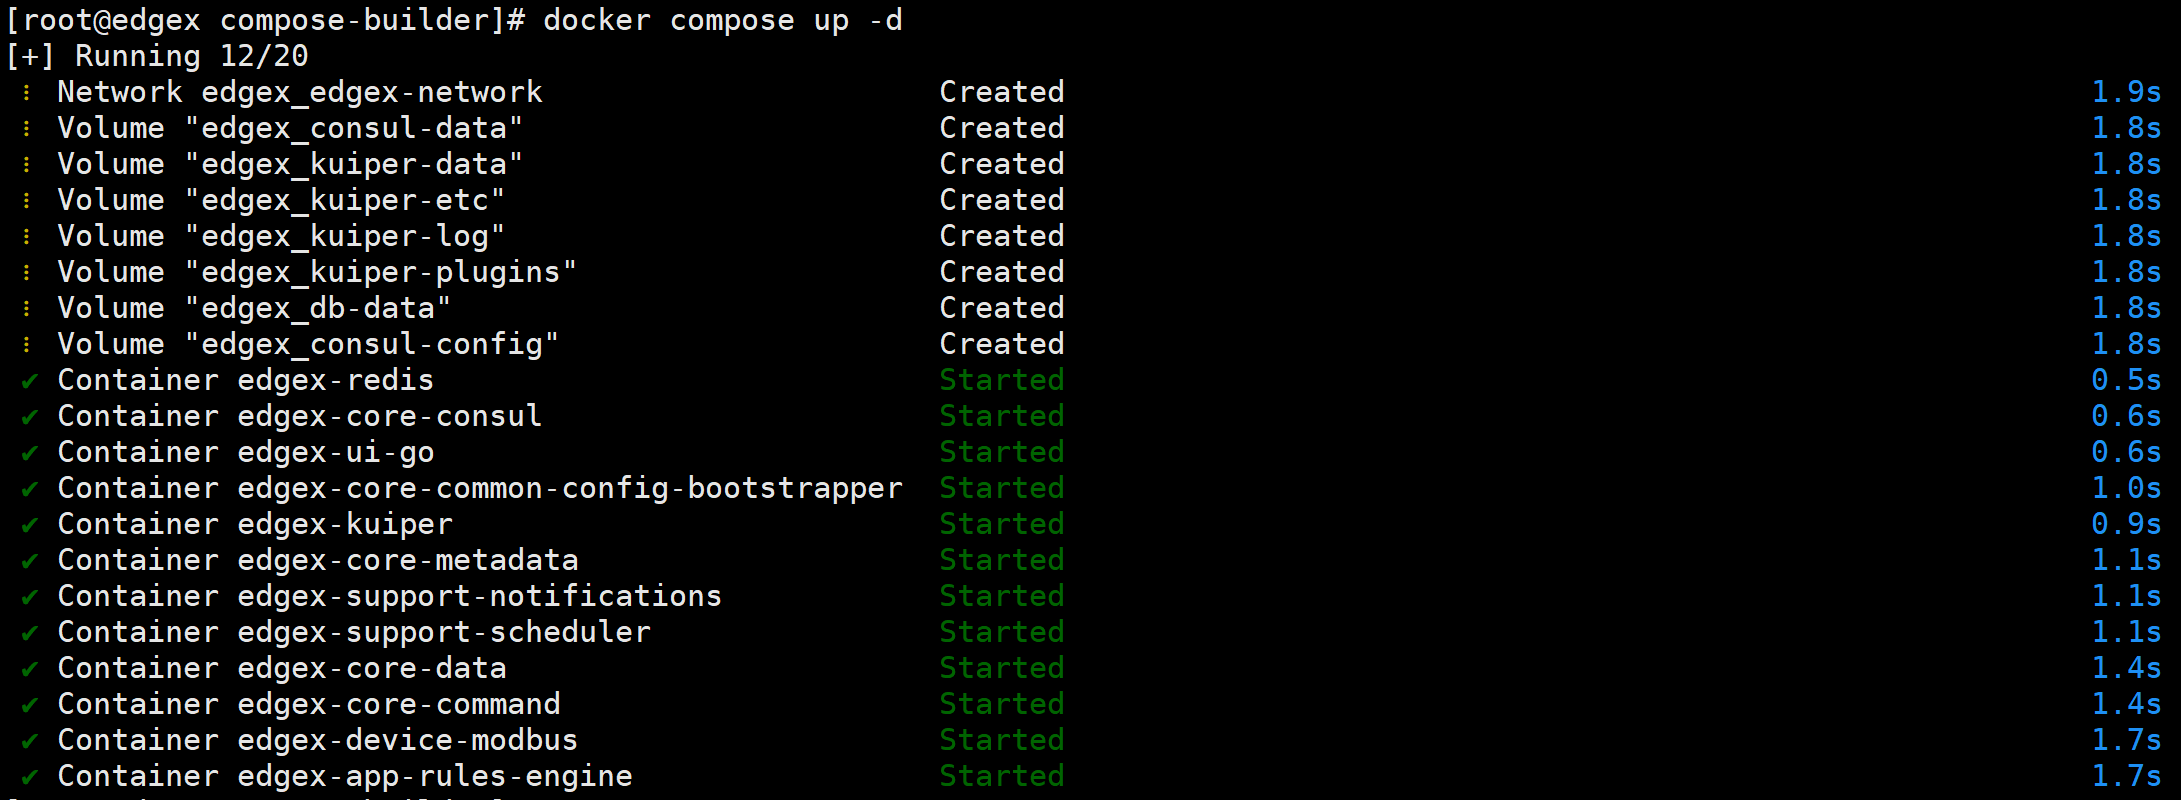 [root@edgex compose-builder]# docker compose up -d
[+] Running 12/20
⠸ Network edgex_edgex-network Created 1.9s
⠸ Volume "edgex_consul-data" Created 1.8s
⠸ Volume "edgex_kuiper-data" Created 1.8s
⠸ Volume "edgex_kuiper-etc" Created 1.8s
⠸ Volume "edgex_kuiper-log" Created 1.8s
⠸ Volume "edgex_kuiper-plugins" Created 1.8s
⠸ Volume "edgex_db-data" Created 1.8s
⠸ Volume "edgex_consul-config" Created 1.8s
✔ Container edgex-redis Started 0.5s
✔ Container edgex-core-consul Started 0.6s
✔ Container edgex-ui-go Started 0.6s
✔ Container edgex-core-common-config-bootstrapper Started 1.0s
✔ Container edgex-kuiper Started 0.9s
✔ Container edgex-core-metadata Started 1.1s
✔ Container edgex-support-notifications Started 1.1s
✔ Container edgex-support-scheduler Started 1.1s
✔ Container edgex-core-data Started 1.4s
✔ Container edgex-core-command Started 1.4s
✔ Container edgex-device-modbus Started 1.7s
✔ Container edgex-app-rules-engine Started 1.7s